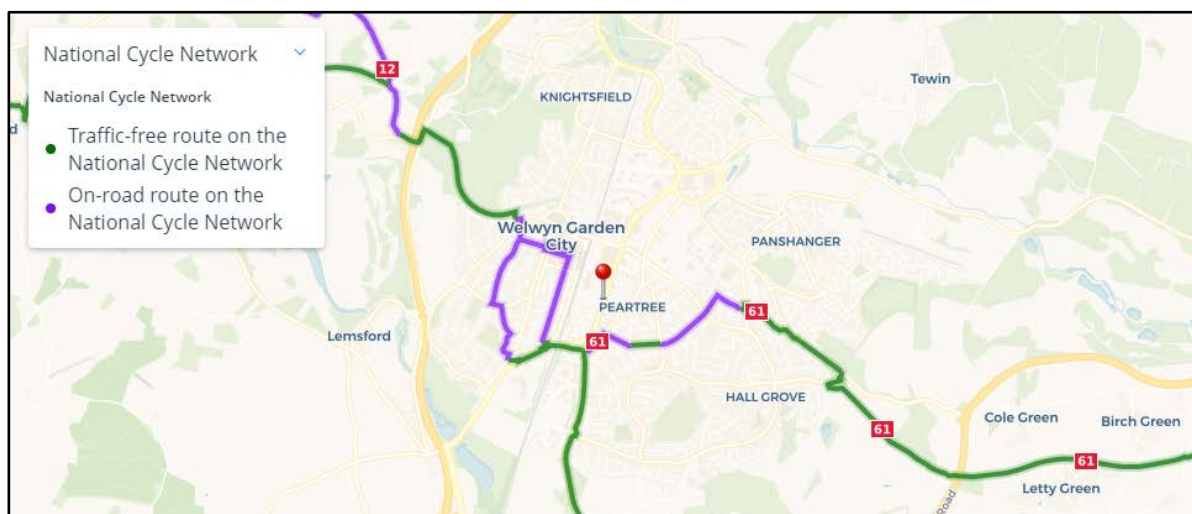 National Cycle Network
National Cycle Network
Traffic-free route on the
National Cycle Network
On-road route on the
National Cycle Network
12
Tewin
KNIGHTSFIELD
d
Welwyn Garden
City
PANSHANGER
PEARTREE
61
Lemsford
61
HALL GROVE
Cole Green
Birch Green
61
61
Letty Green
Road